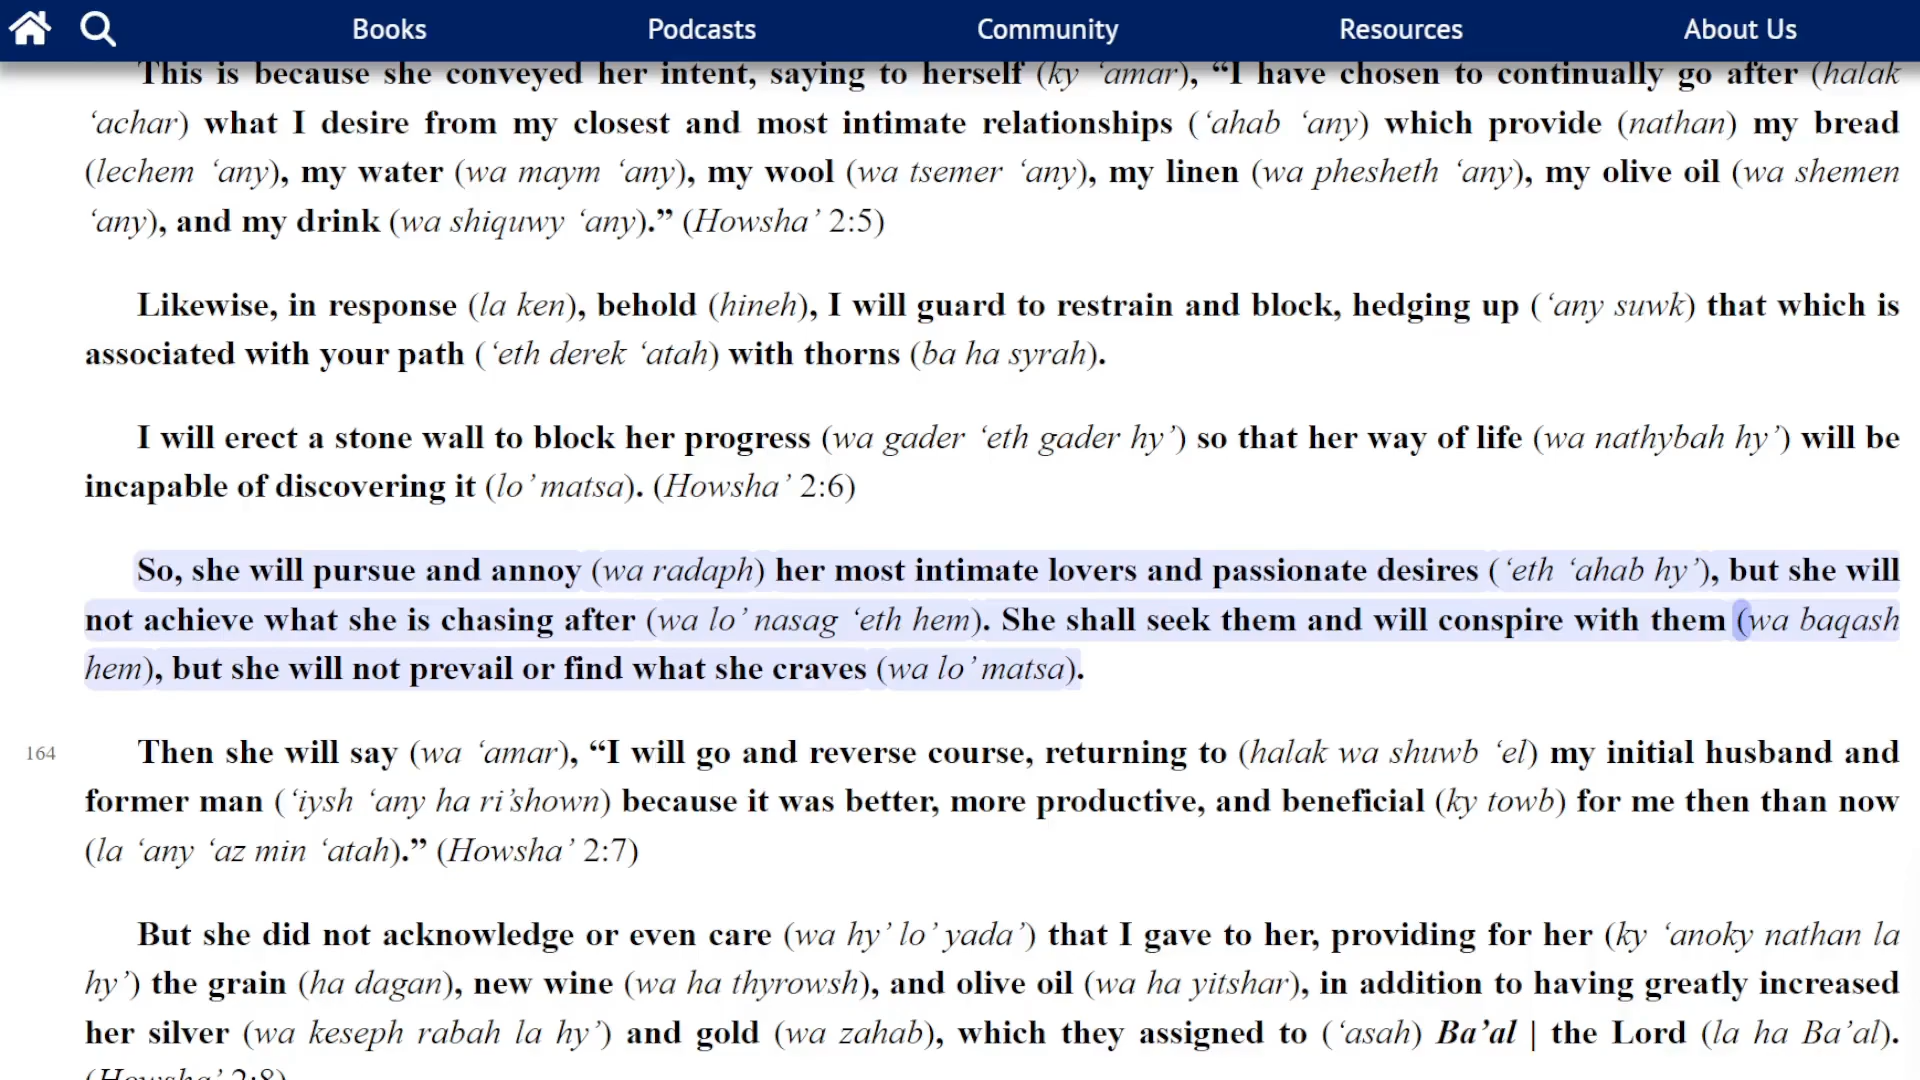 Books Podcasts Community Resources About Us
This is because she conveyed her intent, saying to herself (ky ‘amar), “I have chosen to continually go after (halak
‘achar) what I desire from my closest and most intimate relationships (‘ahab ‘any) which provide (nathan) my bread
(lechem ‘any), my water (wa maym ‘any), my wool (wa tsemer ‘any), my linen (wa phesheth ‘any), my olive oil (wa shemen
‘any), and my drink (wa shiquwy ‘any).” (Howsha’ 2:5)
Likewise, in response (la ken), behold (hineh), I will guard to restrain and block, hedging up (‘any suwk) that which is
associated with your path (‘eth derek ‘atah) with thorns (ba ha syrah).
I will erect a stone wall to block her progress (wa gader ‘eth gader hy’) so that her way of life (wa nathybah hy’) will be
incapable of discovering it (lo’ matsa). (Howsha’ 2:6)
So, she will pursue and annoy (wa radaph) her most intimate lovers and passionate desires (‘eth ‘ahab hy’), but she will
not achieve what she is chasing after (wa lo’ nasag ‘eth hem). She shall seek them and will conspire with them (wa baqash
hem), but she will not prevail or find what she craves (wa lo’ matsa).
164 Then she will say (wa ‘amar), “I will go and reverse course, returning to (halak wa shuwb ‘el) my initial husband and
former man (‘iysh ‘any ha ri’shown) because it was better, more productive, and beneficial (ky towb) for me then than now
(la ‘any ‘az min ‘atah).” (Howsha’ 2:7)
But she did not acknowledge or even care (wa hy’ lo’ yada’) that I gave to her, providing for her (ky ‘anoky nathan la
hy’) the grain (ha dagan), new wine (wa ha thyrowsh), and olive oil (wa ha yitshar), in addition to having greatly increased
her silver (wa keseph rabah la hy’) and gold (wa zahab), which they assigned to (‘asah) Ba’al | the Lord (la ha Ba’al).
(Howsha’ 2:8)